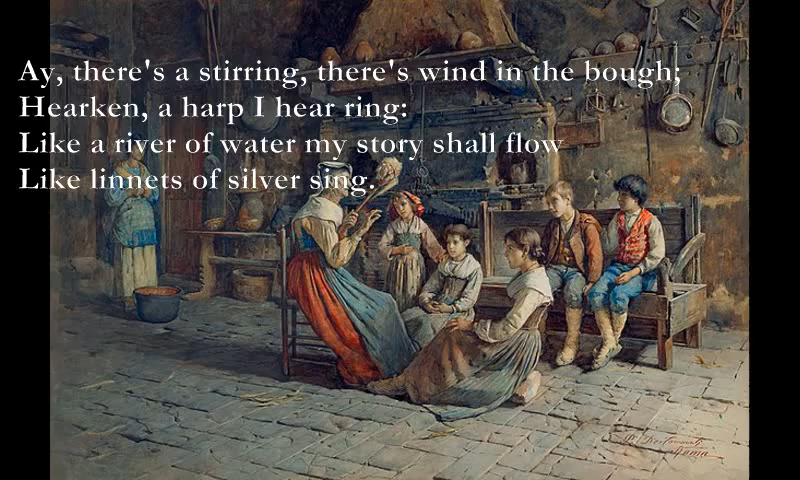 Ay, there's a stirring, there's wind in the bough;
Hearken, a harp I hear ring:
Like a river of water my story shall flow
Like linnets of silver sing.
Roma